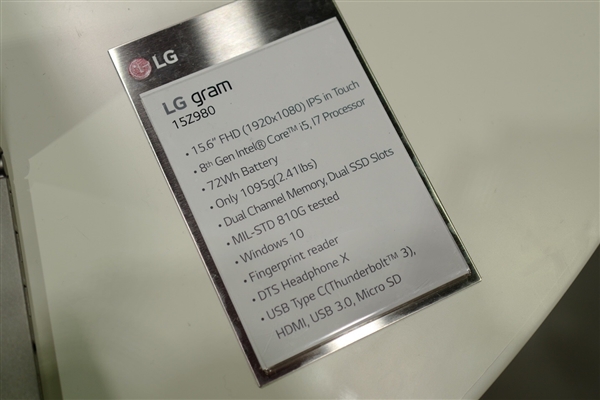 LG
LG gram
15Z980
• 15.6" FHD (1920x1080) IPS in Touch
• 8th Gen Intel® Core™ i5, i7 Processor
• 72Wh Battery
• Only 1095g(2.41lbs)
• Dual Channel Memory, Dual SSD Slots
• MIL-STD 810G tested
• Windows 10
• Fingerprint reader
• DTS Headphone X
• USB Type C(Thunderbolt™ 3),
HDMI, USB 3.0, Micro SD